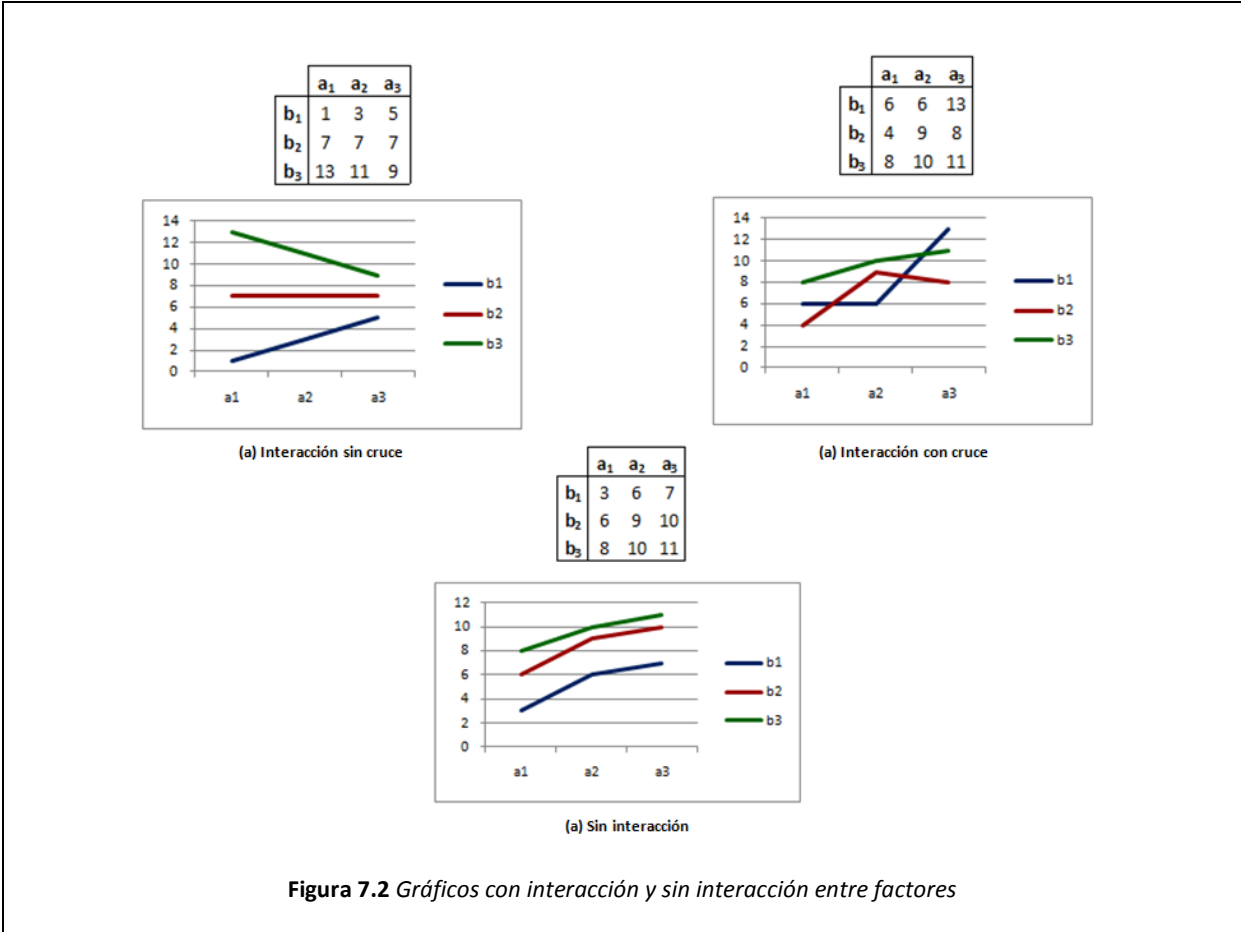 a₁ a₂ a₃
b₁ 1 3 5
b₂ 7 7 7
b₃ 13 11 9
14
12
10
8
6
4
2
0
a1 a2 a3
b1
b2
b3
(a) Interacción sin cruce
a₁ a₂ a₃
b₁ 6 6 13
b₂ 4 9 8
b₃ 8 10 11
14
12
10
8
6
4
2
0
a1 a2 a3
b1
b2
b3
(a) Interacción con cruce
a₁ a₂ a₃
b₁ 3 6 7
b₂ 6 9 10
b₃ 8 10 11
12
10
8
6
4
2
0
a1 a2 a3
b1
b2
b3
(a) Sin interacción
Figura 7.2 Gráficos con interacción y sin interacción entre factores